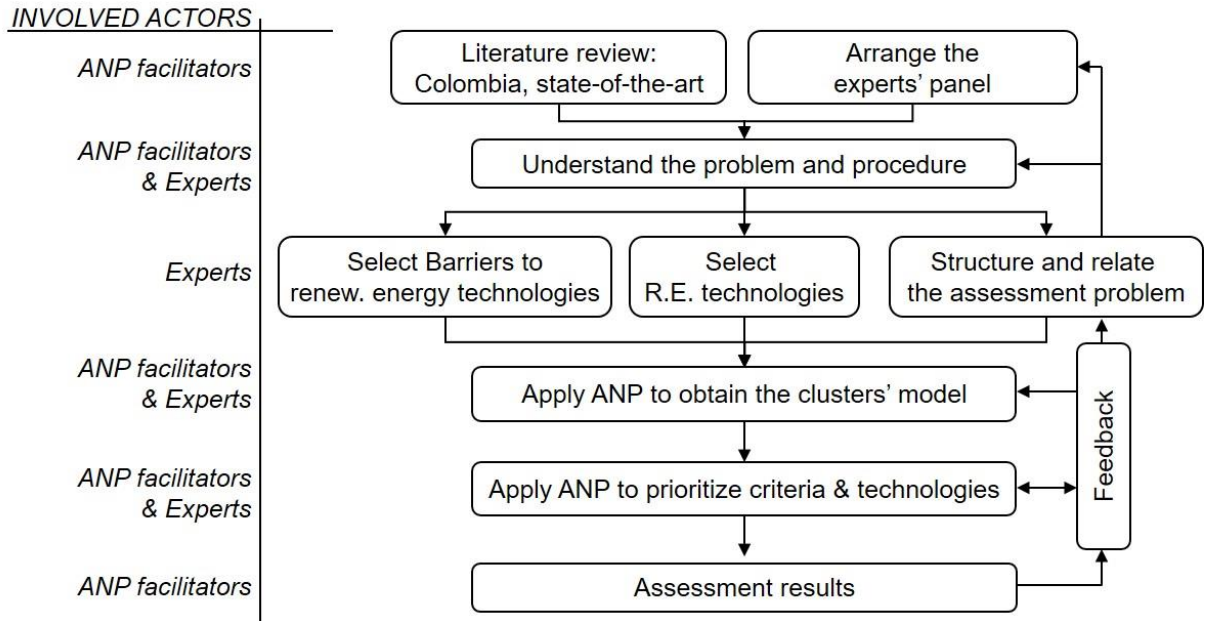 INVOLVED ACTORS
ANP facilitators
Literature review:
Colombia, state-of-the-art
Arrange the
experts’ panel
ANP facilitators
& Experts
Understand the problem and procedure
Experts
Select Barriers to
renew. energy technologies
Select
R.E. technologies
Structure and relate
the assessment problem
ANP facilitators
& Experts
Apply ANP to obtain the clusters’ model
Feedback
ANP facilitators
& Experts
Apply ANP to prioritize criteria & technologies
ANP facilitators
Assessment results